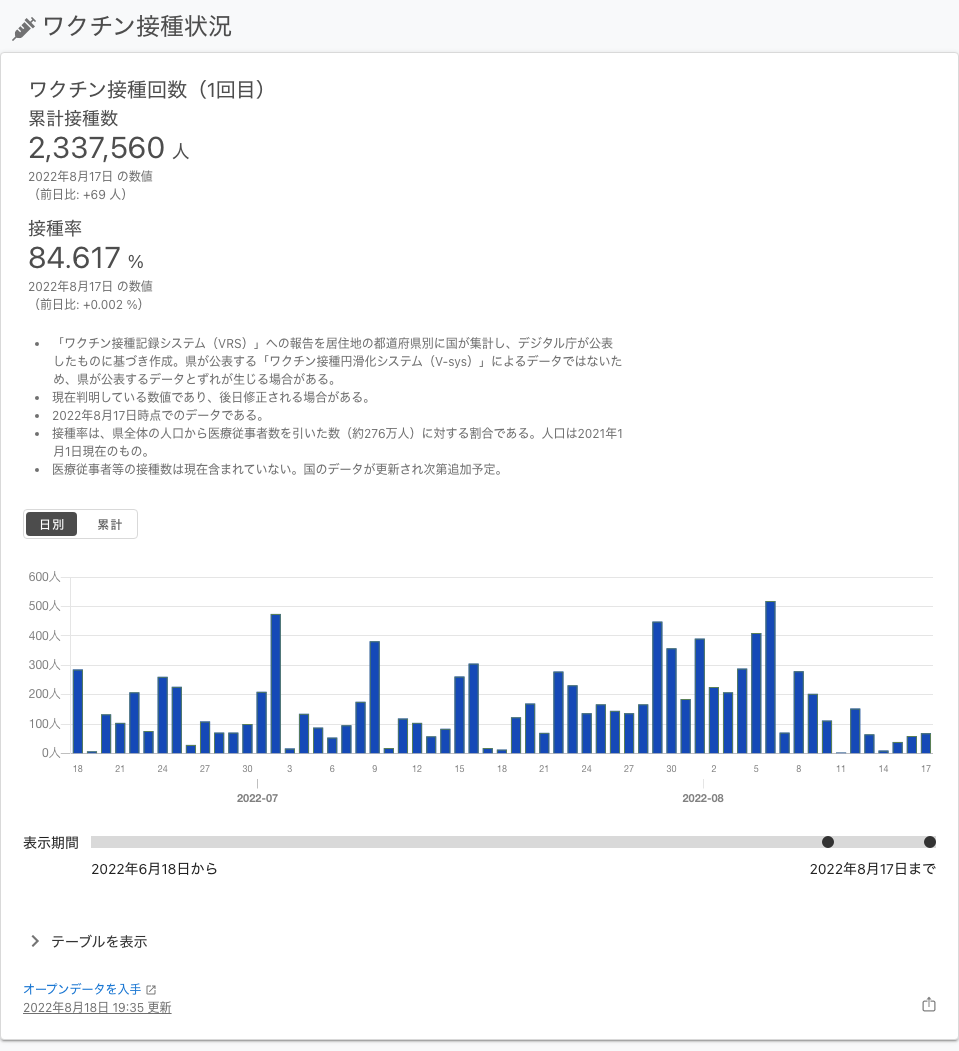 ワクチン接種状況
ワクチン接種回数（1回目）
累計接種数
2,337,560 人
2022年8月17日 の数値
（前日比: +69 人）
接種率
84.617 %
2022年8月17日 の数値
（前日比: +0.002 %）
• 「ワクチン接種記録システム（VRS）」への報告を居住地の都道府県別に国が集計し、デジタル庁が公表
したものに基づき作成。県が公表する「ワクチン接種円滑化システム（V-sys）」によるデータではないた
め、県が公表するデータとずれが生じる場合がある。
• 現在判明している数値であり、後日修正される場合がある。
• 2022年8月17日時点でのデータである。
• 接種率は、県全体の人口から医療従事者数を引いた数（約276万人）に対する割合である。人口は2021年1
月1日現在のもの。
• 医療従事者等の接種数は現在含まれていない。国のデータが更新され次第追加予定。
日別 累計
600人
500人
400人
300人
200人
100人
0人
18 21 24 27 30 3 6 9 12 15 18 21 24 27 30 2 5 8 11 14 17
2022-07 2022-08
表示期間
2022年6月18日から 2022年8月17日まで
テーブルを表示
オープンデータを入手
2022年8月18日 19:35 更新